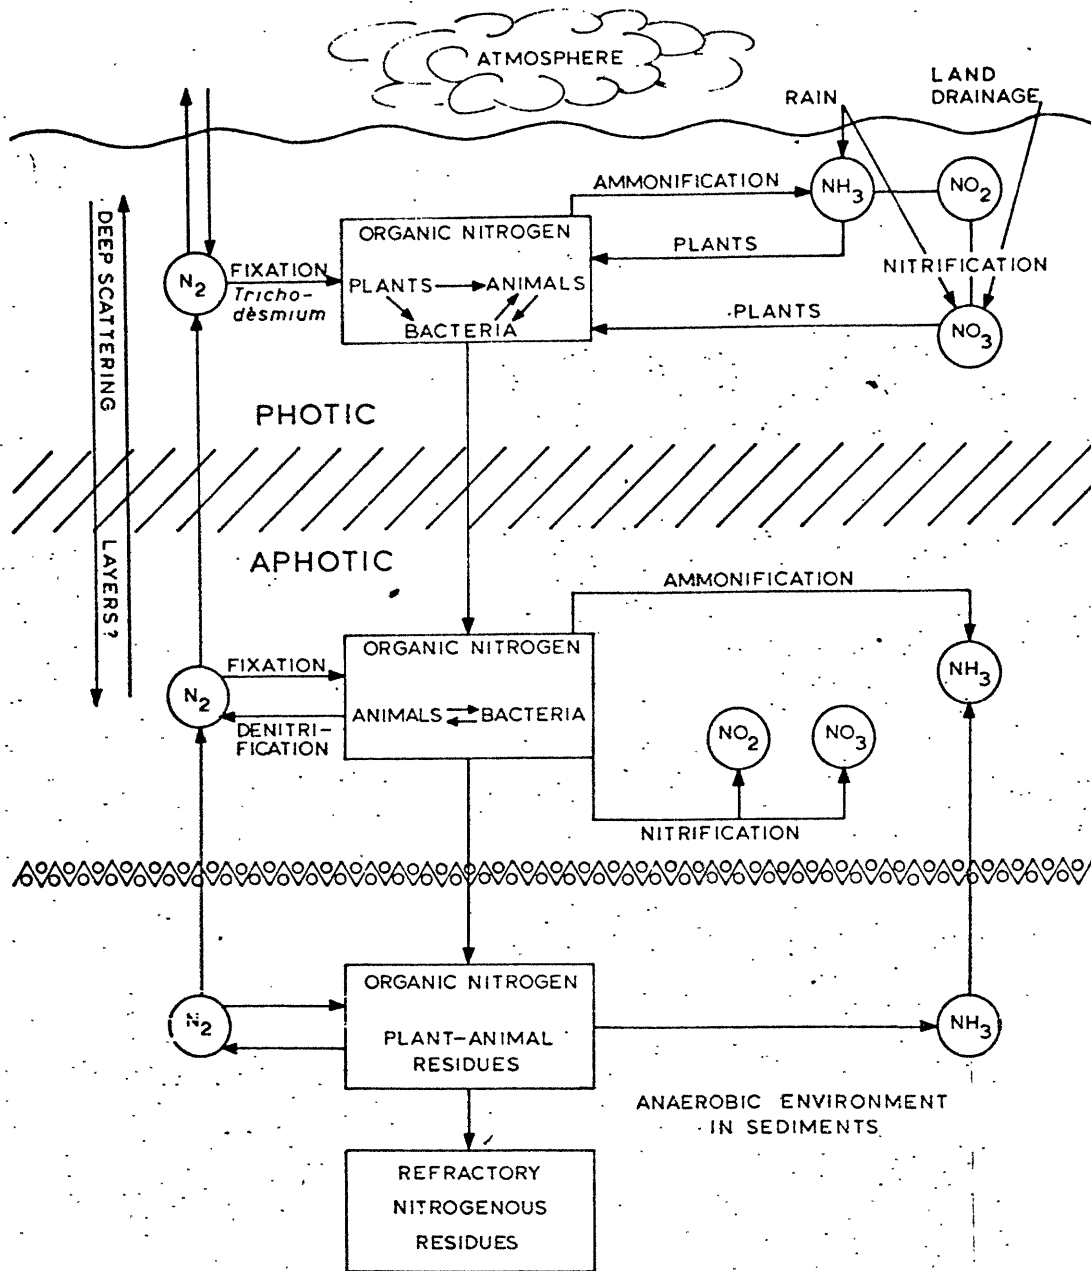 ATMOSPHERE
RAIN
LAND
DRAINAGE
AMMONIFICATION
NH3
NO2
ORGANIC NITROGEN
PLANTS
NITRIFICATION
N2
FIXATION
Tricho-
dèsmium
PLANTS
ANIMALS
BACTERIA
PLANTS
NO3
DEEP SCATTERING
LAYERS?
PHOTIC
APHOTIC
AMMONIFICATION
ORGANIC NITROGEN
NH3
FIXATION
N2
ANIMALS
BACTERIA
DENITRI-
FICATION
NO2
NO3
NITRIFICATION
ORGANIC NITROGEN
N2
PLANT-ANIMAL
RESIDUES
NH3
ANAEROBIC ENVIRONMENT
IN SEDIMENTS
REFRACTORY
NITROGENOUS
RESIDUES